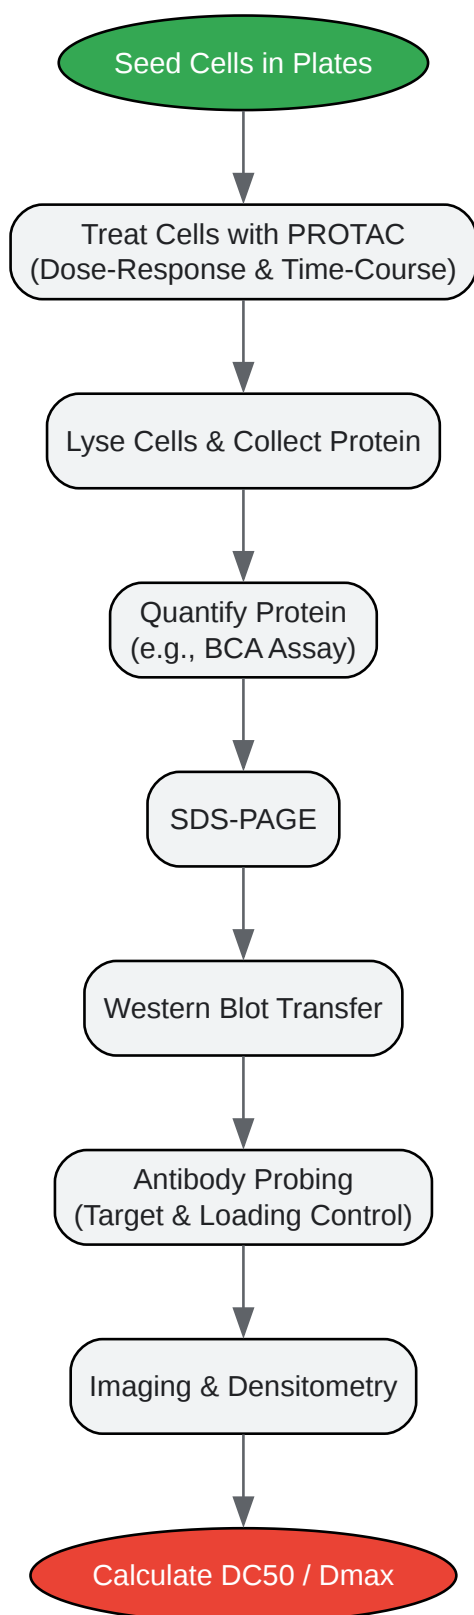 Seed Cells in Plates
Treat Cells with PROTAC
(Dose-Response & Time-Course)
Lyse Cells & Collect Protein
Quantify Protein
(e.g., BCA Assay)
SDS-PAGE
Western Blot Transfer
Antibody Probing
(Target & Loading Control)
Imaging & Densitometry
Calculate DC50 / Dmax